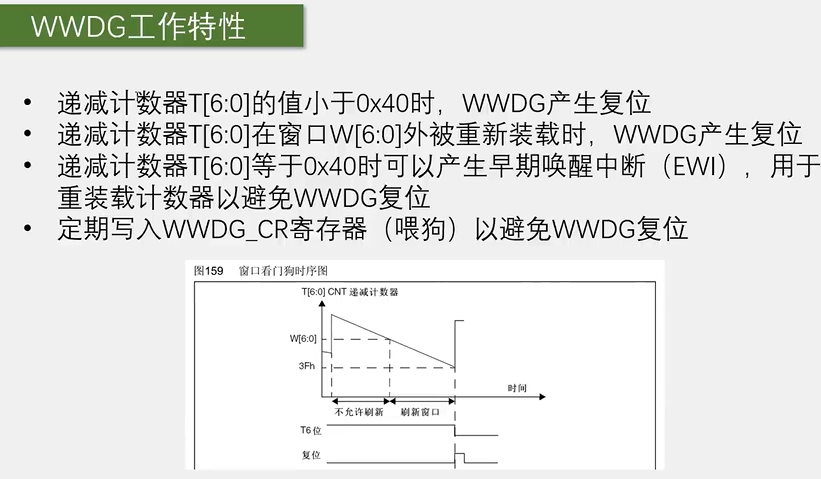 WWDG工作特性
• 递减计数器T[6:0]的值小于0x40时，WWDG产生复位
• 递减计数器T[6:0]在窗口W[6:0]外被重新装载时，WWDG产生复位
• 递减计数器T[6:0]等于0x40时可以产生早期唤醒中断（EWI），用于
重装载计数器以避免WWDG复位
• 定期写入WWDG_CR寄存器（喂狗）以避免WWDG复位
图159 窗口看门狗时序图
T[6:0] CNT 递减计数器
W[6:0]
3Fh
时间
不允许刷新 刷新窗口
T6位
复位